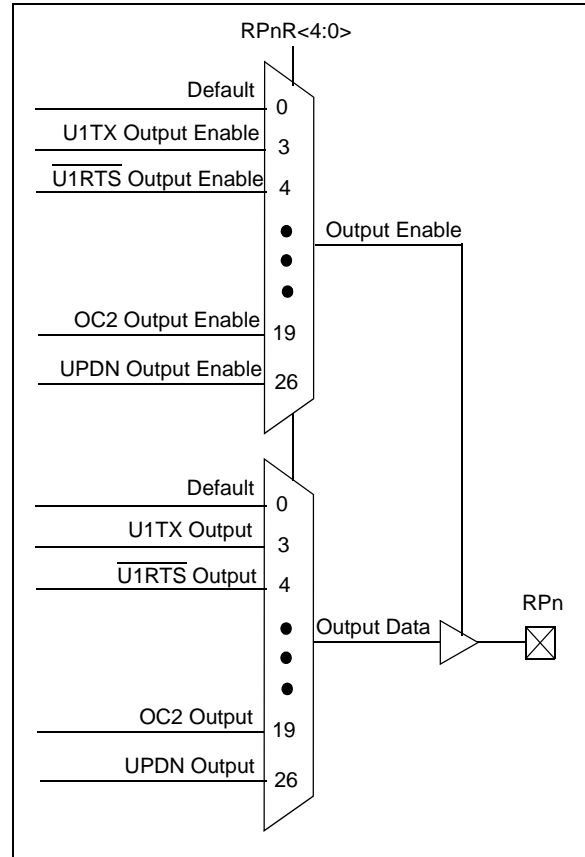 RPnR<4:0>
Default
0
U1TX Output Enable
3
U1RTS Output Enable
4
Output Enable
OC2 Output Enable
19
UPDN Output Enable
26
Default
0
U1TX Output
3
U1RTS Output
4
RPn
Output Data
OC2 Output
19
UPDN Output
26